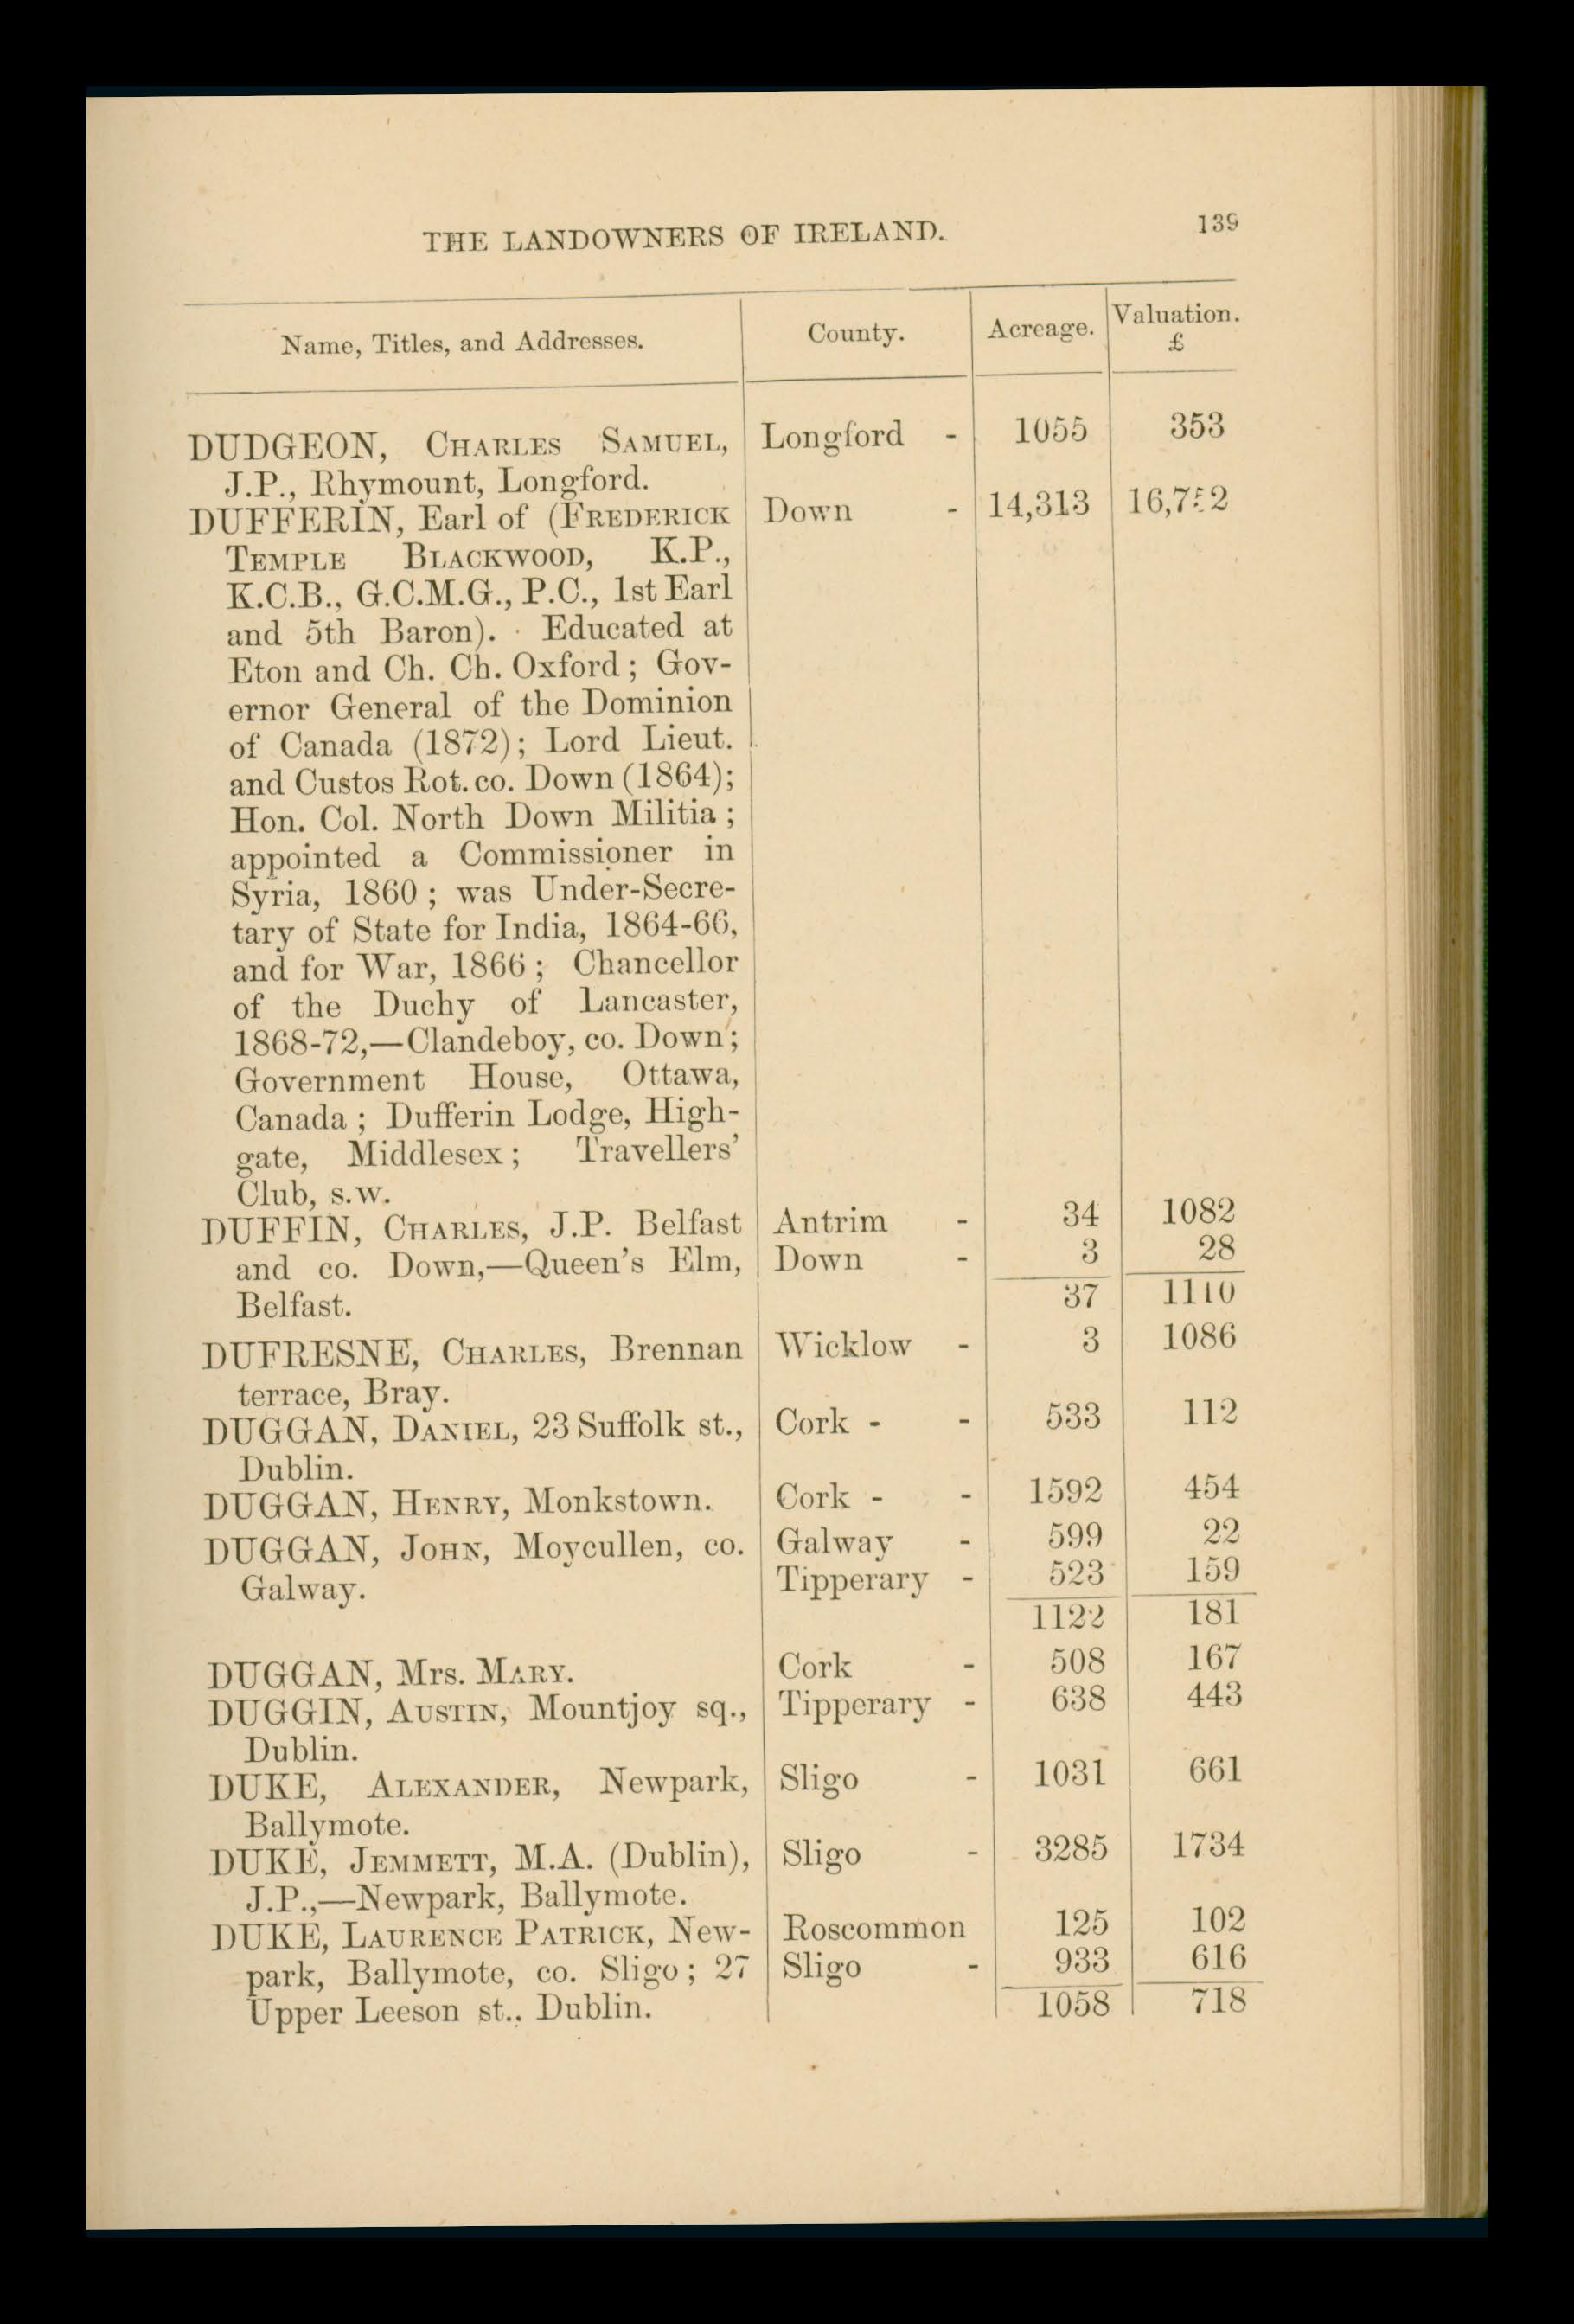 THE LANDOWNERS OF IRELAND. 139
Name, Titles, and Addresses. County. Acreage. Valuation. £
DUDGEON, CHARLES SAMUEL, Longford - 1055 353
J.P., Rhymount, Longford.
DUFFERIN, Earl of (FREDERICK Down - 14,313
TEMPLE BLACKWOOD, K.P.,
K.C.B., G.C.M.G., P.C., 1st Earl
and 5th Baron). Educated at
Eton and Ch. Ch. Oxford; Gov-
ernor General of the Dominion
of Canada (1872); Lord Lieut.
and Custos Rot. co. Down (1864);
Hon. Col. North Down Militia;
appointed a Commissioner in
Syria, 1860; was Under-Secre-
tary of State for India, 1864-66,
and for War, 1866; Chancellor
of the Duchy of Lancaster,
1868-72,—Clandeboy, co. Down;
Government House, Ottawa,
Canada; Dufferin Lodge, High-
gate, Middlesex; Travellers'
Club, s.w.
DUFFIN, CHARLES, J.P. Belfast Antrim - 34 1082
and co. Down,—Queen's Elm, Down - 3 28
Belfast. 37 1110
DUFRESNE, CHARLES, Brennan Wicklow - 3 1086
terrace, Bray.
DUGGAN, DANIEL, 23 Suffolk st., Cork - - 533 112
Dublin.
DUGGAN, HENRY, Monkstown. Cork - - 1592 454
DUGGAN, JOHN, Moycullen, co. Galway - 599 22
Galway. Tipperary - 523 159
1122 181
DUGGAN, Mrs. MARY. Cork - 508 167
DUGGIN, AUSTIN, Mountjoy sq., Tipperary - 638 443
Dublin.
DUKE, ALEXANDER, Newpark, Sligo - 1031 661
Ballymote.
DUKE, JEMMETT, M.A. (Dublin), Sligo - 3285 1734
J.P.,—Newpark, Ballymote.
DUKE, LAURENCE PATRICK, New- Roscommon 125 102
park, Ballymote, co. Sligo; 27 Sligo - 933 616
Upper Leeson st., Dublin. 1058 718